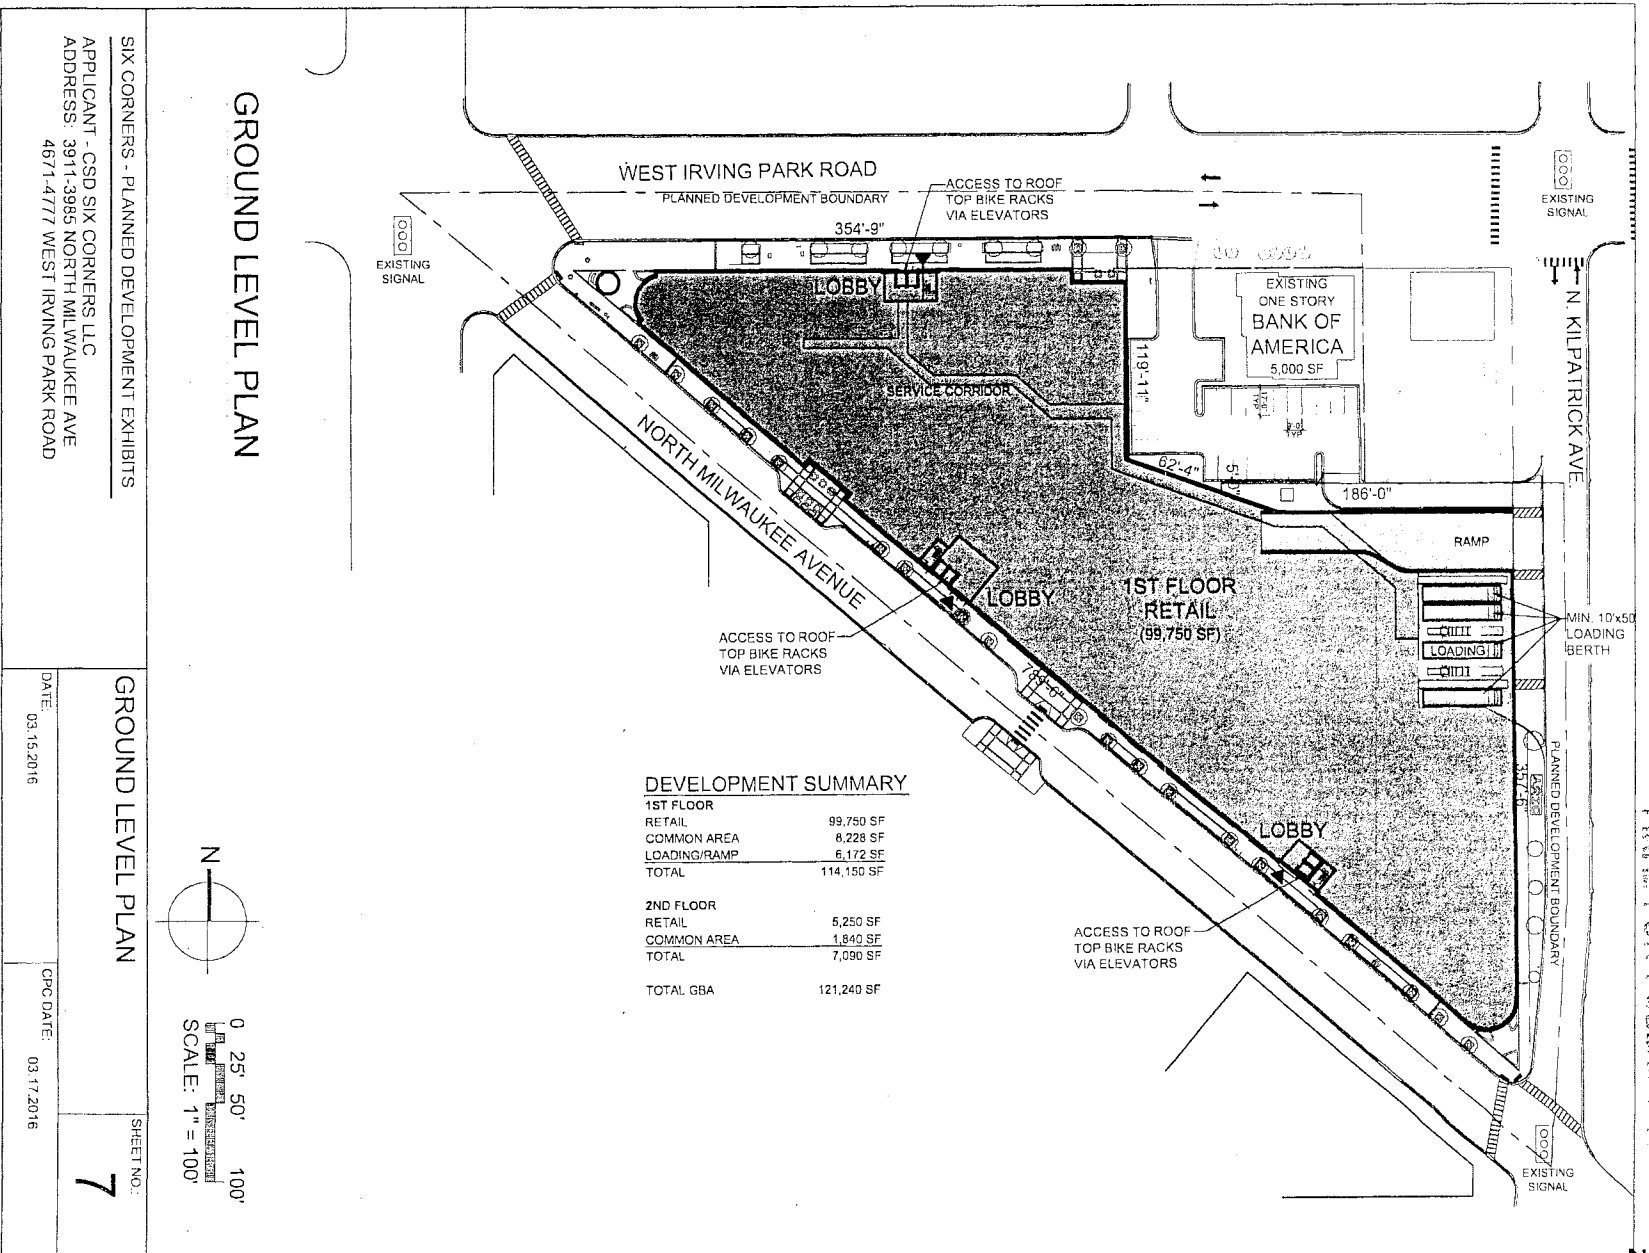 SIX CORNERS - PLANNED DEVELOPMENT EXHIBITS
APPLICANT - CSD SIX CORNERS LLC
ADDRESS: 3911-3985 NORTH MILWAUKEE AVE
4671-4777 WEST IRVING PARK ROAD
GROUND LEVEL PLAN
DATE:
03.15.2016
CPC DATE:
03.17.2016
SHEET NO.:
7
GROUND LEVEL PLAN
N
0 25' 50' 100'
SCALE: 1" = 100'
WEST IRVING PARK ROAD
PLANNED DEVELOPMENT BOUNDARY
354'-9"
ACCESS TO ROOF
TOP BIKE RACKS
VIA ELEVATORS
EXISTING
SIGNAL
EXISTING
SIGNAL
N. KILPATRICK AVE.
LOBBY
EXISTING
ONE STORY
BANK OF
AMERICA
5,000 SF
119'-11"
SERVICE CORRIDOR
62'-4"
186'-0"
RAMP
NORTH MILWAUKEE AVENUE
LOBBY
1ST FLOOR
RETAIL
(99,750 SF)
MIN. 10'x50
LOADING
BERTH
LOADING
ACCESS TO ROOF
TOP BIKE RACKS
VIA ELEVATORS
PLANNED DEVELOPMENT BOUNDARY
357'-6"
LOBBY
ACCESS TO ROOF
TOP BIKE RACKS
VIA ELEVATORS
EXISTING
SIGNAL
DEVELOPMENT SUMMARY
1ST FLOOR
RETAIL 99,750 SF
COMMON AREA 8,228 SF
LOADING/RAMP 6,172 SF
TOTAL 114,150 SF
2ND FLOOR
RETAIL 5,250 SF
COMMON AREA 1,840 SF
TOTAL 7,090 SF
TOTAL GBA 121,240 SF